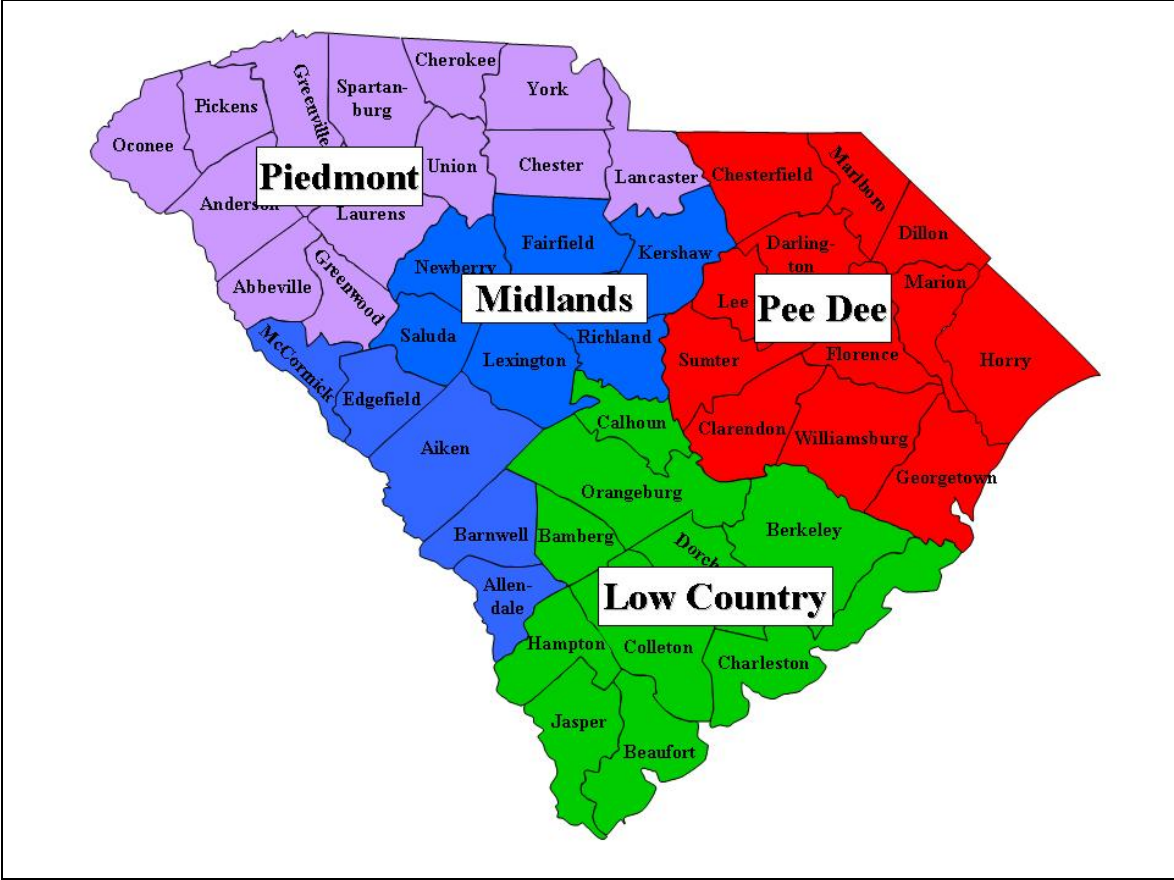 Cherokee
York
Spartan-
burg
Greenville
Pickens
Oconee
Union
Chester
Lancaster
Chesterfield
Marlboro
Piedmont
Anderson
Laurens
Dillon
Fairfield
Kershaw
Darling-
ton
Newberry
Abbeville
Greenwood
Marion
Midlands
Lee
Pee Dee
Saluda
Richland
McCormick
Lexington
Sumter
Florence
Horry
Edgefield
Calhoun
Clarendon
Williamsburg
Aiken
Georgetown
Orangeburg
Barnwell
Bamberg
Berkeley
Dorch
Allen-
dale
Low Country
Hampton
Colleton
Charleston
Jasper
Beaufort